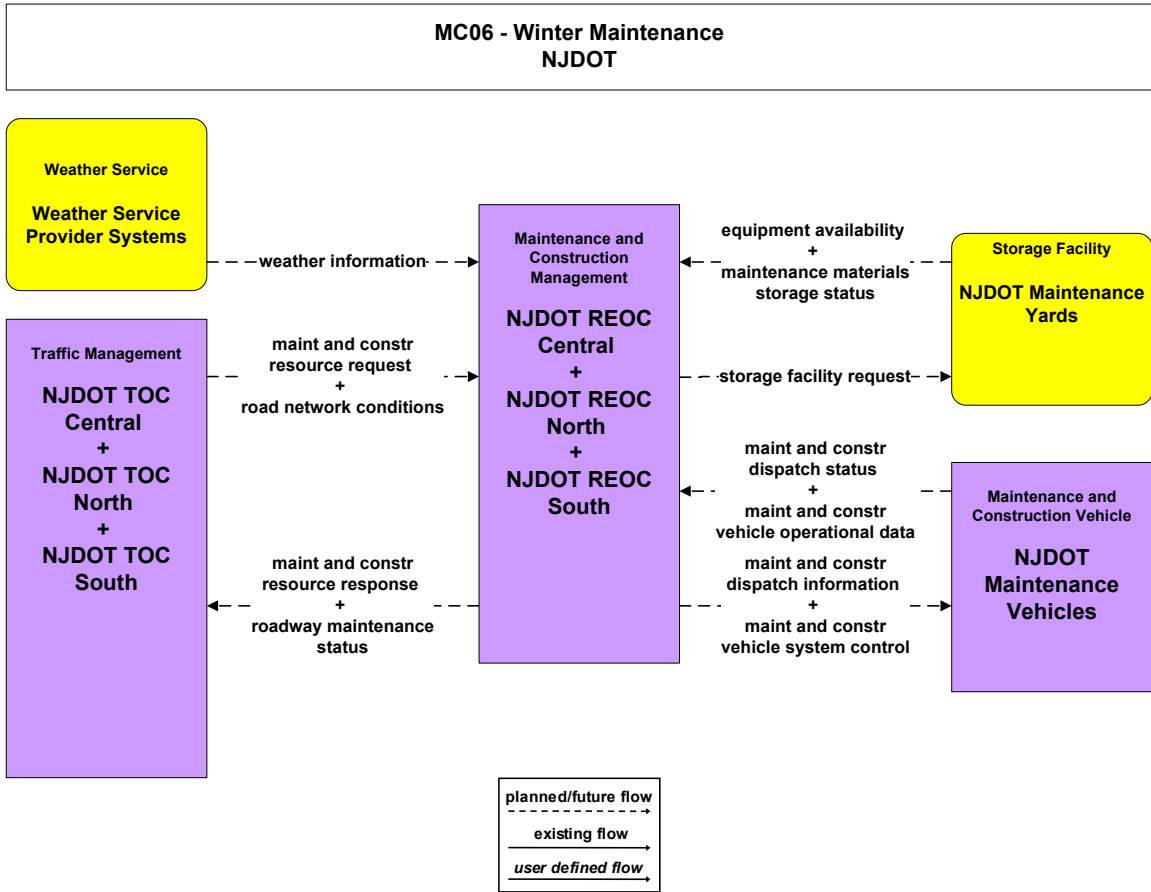 MC06 - Winter Maintenance
NJDOT
Weather Service
Weather Service
Provider Systems
weather information
Traffic Management
NJDOT TOC
Central
+
NJDOT TOC
North
+
NJDOT TOC
South
maint and constr
resource request
+
road network conditions
maint and constr
resource response
+
roadway maintenance
status
Maintenance and
Construction
Management
NJDOT REOC
Central
+
NJDOT REOC
North
+
NJDOT REOC
South
equipment availability
+
maintenance materials
storage status
storage facility request
Storage Facility
NJDOT Maintenance
Yards
maint and constr
dispatch status
+
maint and constr
vehicle operational data
maint and constr
dispatch information
+
maint and constr
vehicle system control
Maintenance and
Construction Vehicle
NJDOT
Maintenance
Vehicles
planned/future flow
existing flow
user defined flow